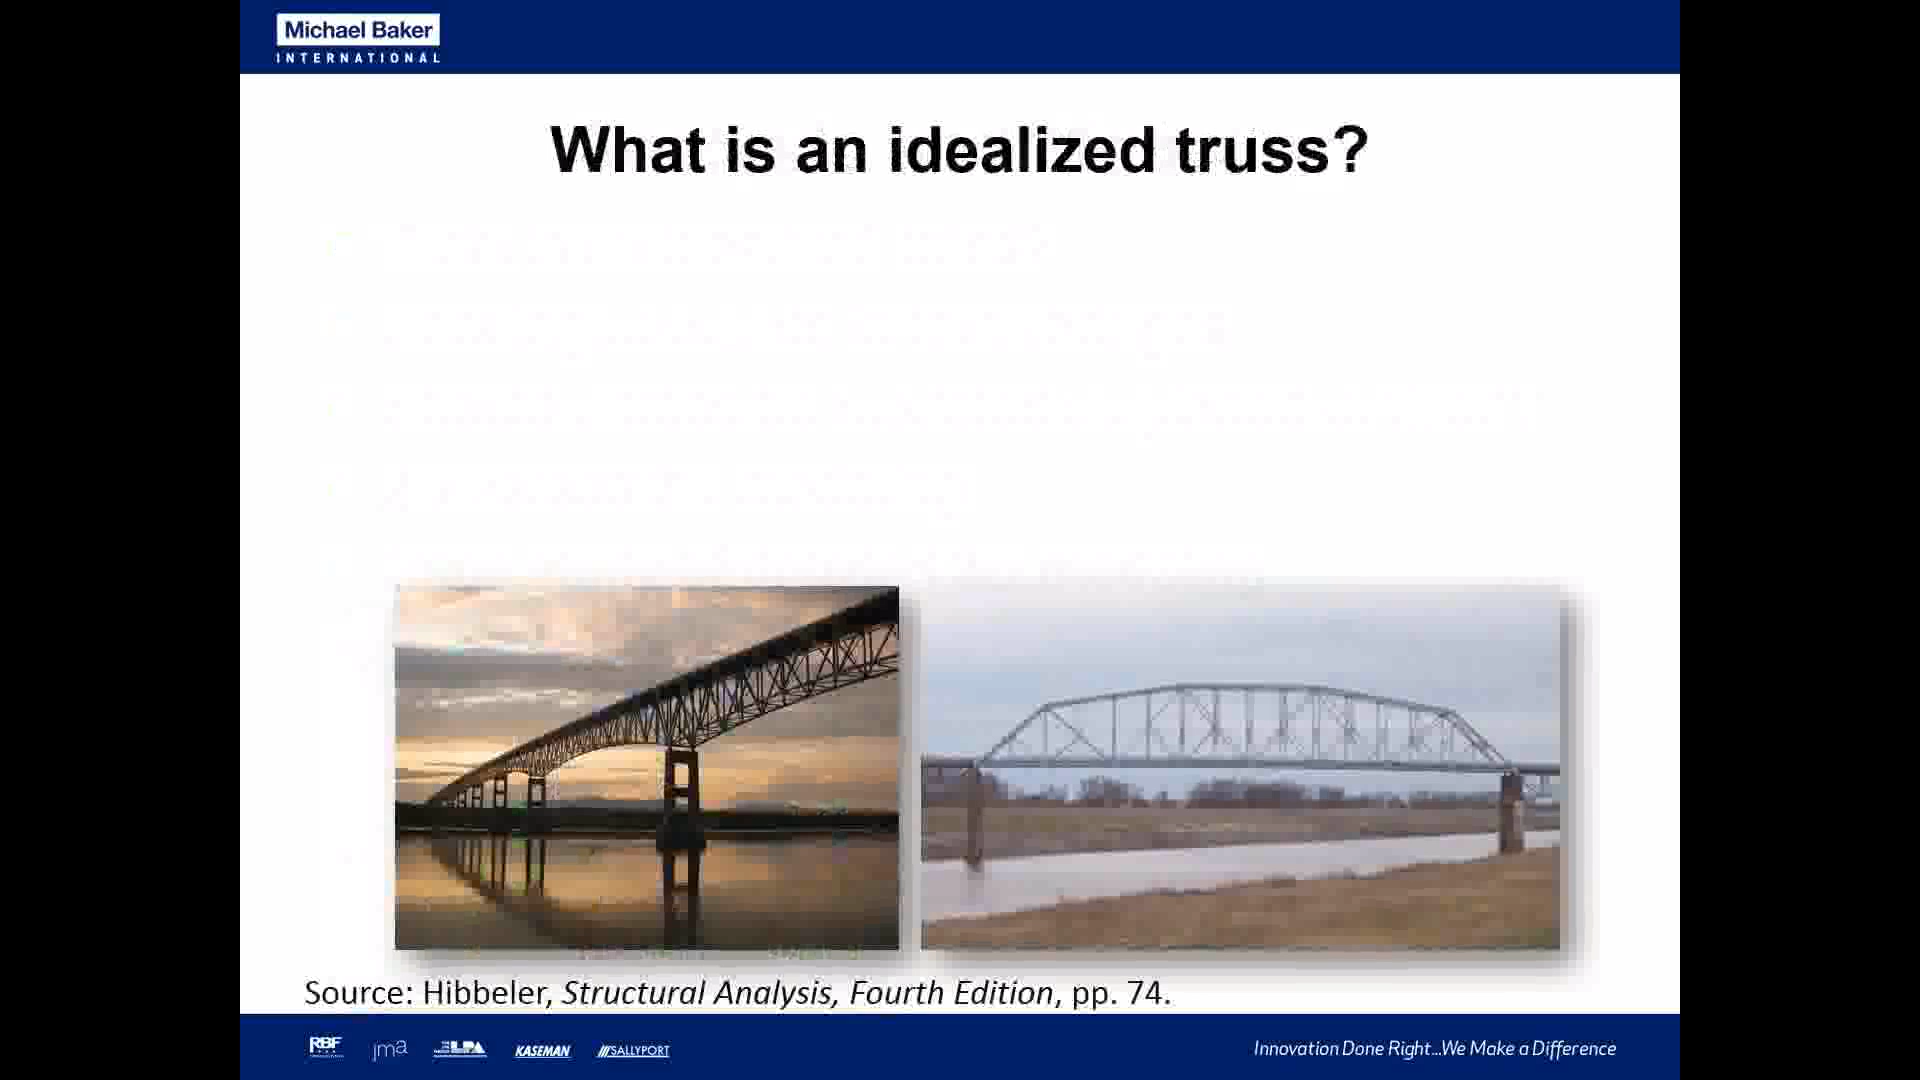 Michael Baker
INTERNATIONAL
What is an idealized truss?
Source: Hibbeler, Structural Analysis, Fourth Edition, pp. 74.
RBF
jma
LPA
KASEMAN
SALLYPORT
Innovation Done Right...We Make a Difference